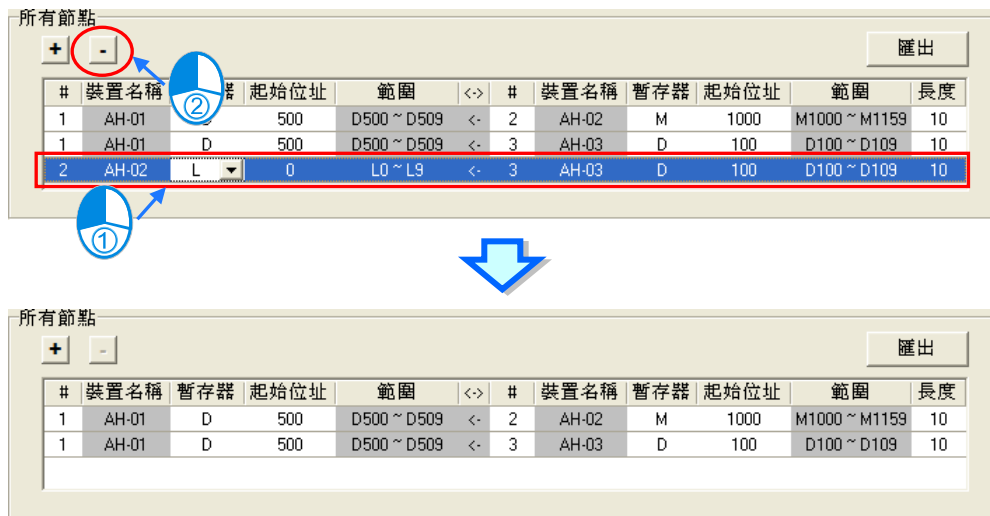 所有節點
+ - 匯出
# 裝置名稱 器 起始位址 範圍 <-> # 裝置名稱 暫存器 起始位址 範圍 長度
1 AH-01 500 D500 ~ D509 <- 2 AH-02 M 1000 M1000 ~ M1159 10
1 AH-01 D 500 D500 ~ D509 <- 3 AH-03 D 100 D100 ~ D109 10
2 AH-02 L 0 L0 ~ L9 <- 3 AH-03 D 100 D100 ~ D109 10
②
①
所有節點
+ - 匯出
# 裝置名稱 暫存器 起始位址 範圍 <-> # 裝置名稱 暫存器 起始位址 範圍 長度
1 AH-01 D 500 D500 ~ D509 <- 2 AH-02 M 1000 M1000 ~ M1159 10
1 AH-01 D 500 D500 ~ D509 <- 3 AH-03 D 100 D100 ~ D109 10